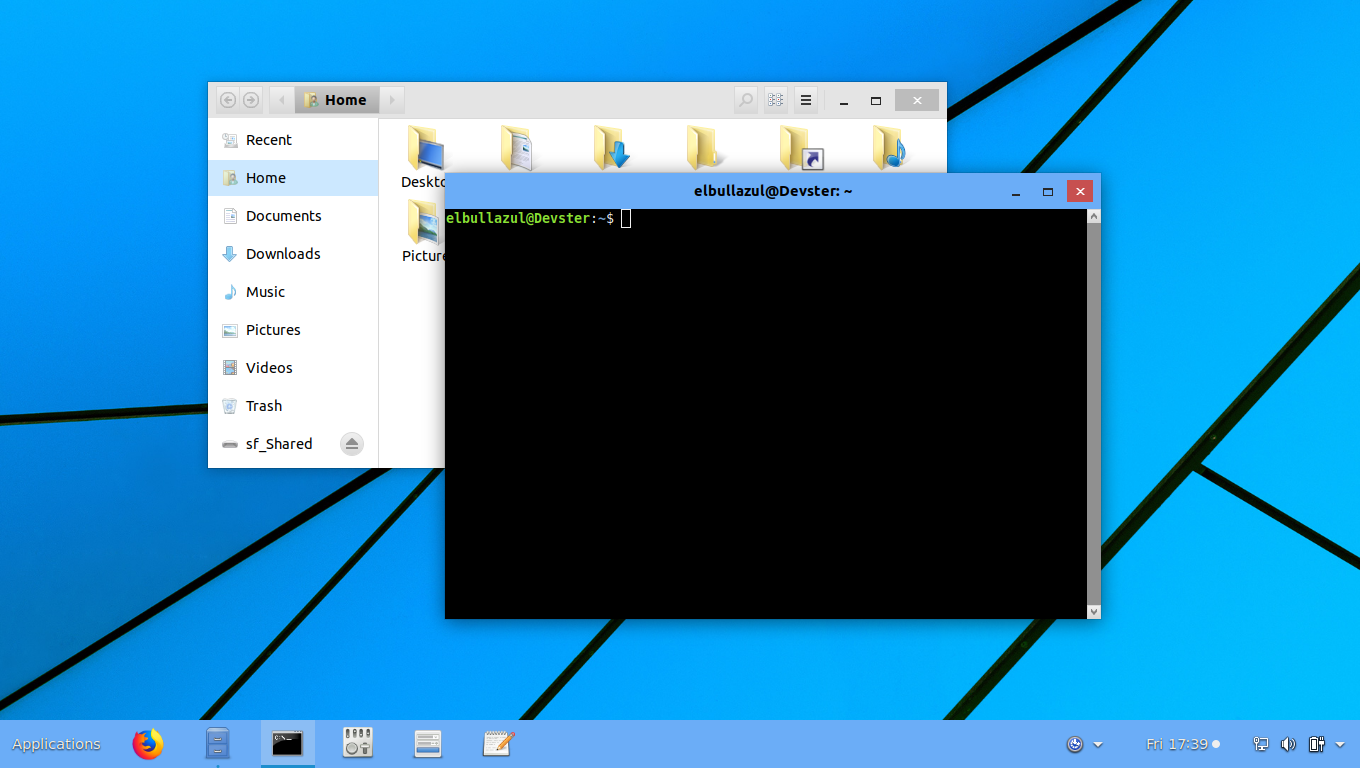 Home
Recent
Home
Documents
Downloads
Music
Pictures
Videos
Trash
sf_Shared
Deskto
Picture
elbullazul@Devster: ~
elbullazul@Devster:~$
Applications
C:\_
Fri 17:39